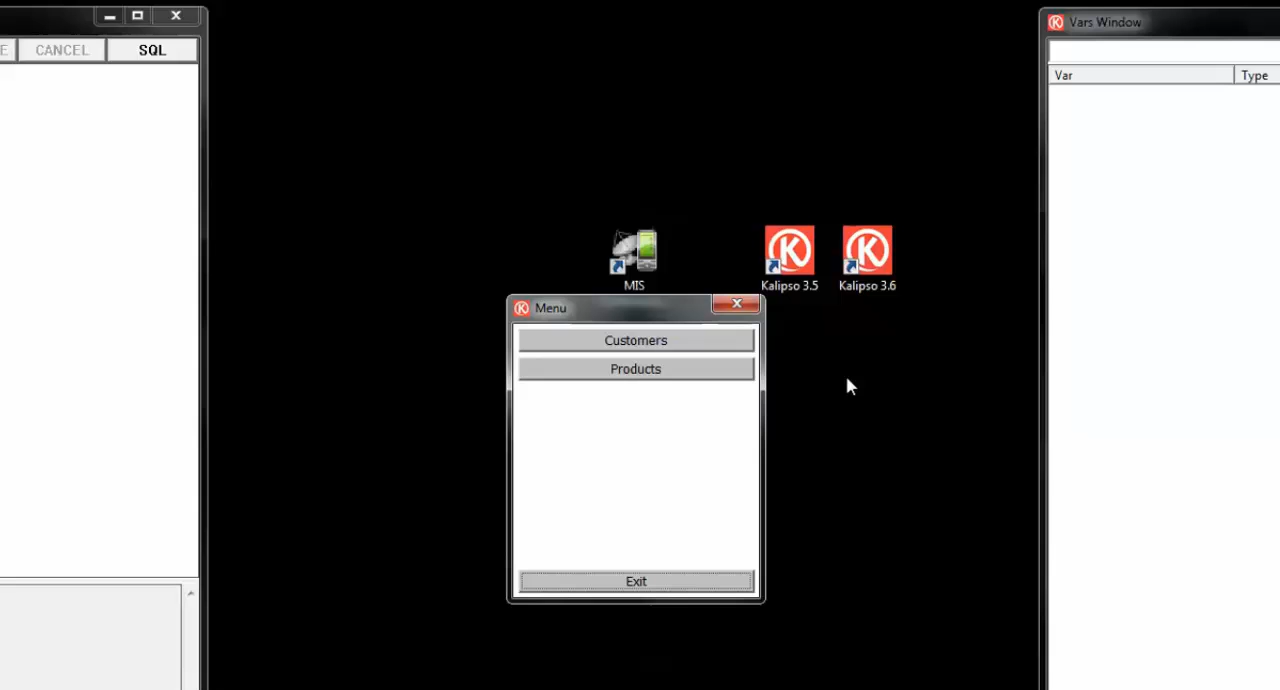 E CANCEL SQL
Vars Window
Var Type
MIS
Kalipso 3.5
Kalipso 3.6
Menu
Customers
Products
Exit